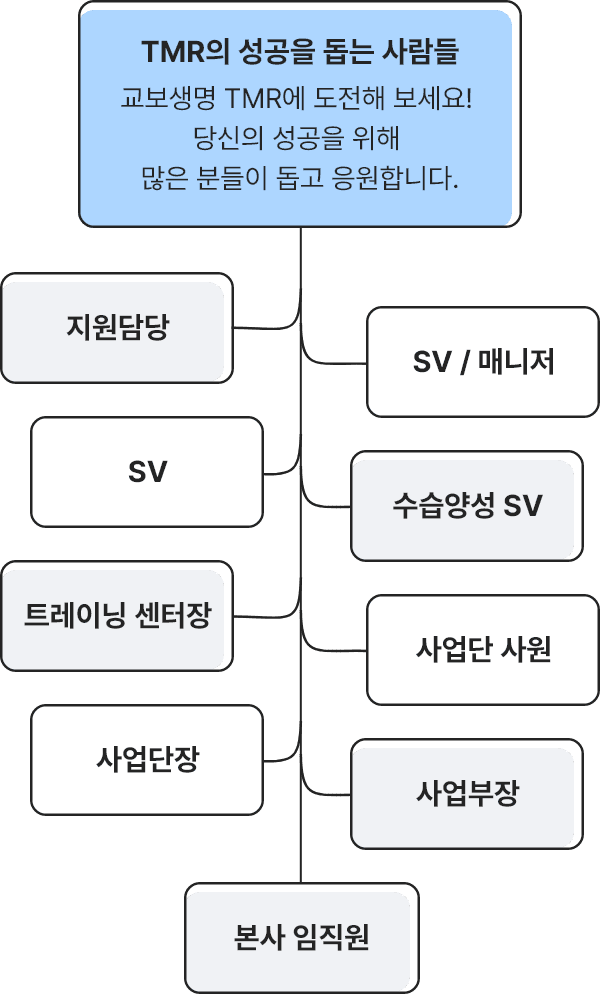 TMR의 성공을 돕는 사람들
교보생명 TMR에 도전해 보세요!
당신의 성공을 위해
많은 분들이 돕고 응원합니다.
지원담당
SV / 매니저
SV
수습양성 SV
트레이닝 센터장
사업단 사원
사업단장
사업부장
본사 임직원